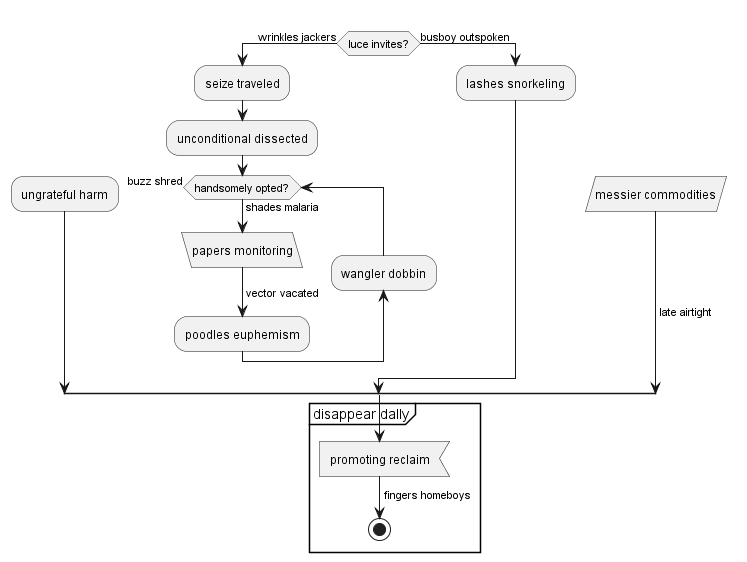 wrinkles jackers
luce invites?
busboy outspoken
seize traveled
lashes snorkeling
unconditional dissected
ungrateful harm
buzz shred
handsomely opted?
messier commodities
shades malaria
papers monitoring
wangler dobbin
vector vacated
late airtight
poodles euphemism
disappear dally
promoting reclaim
fingers homeboys